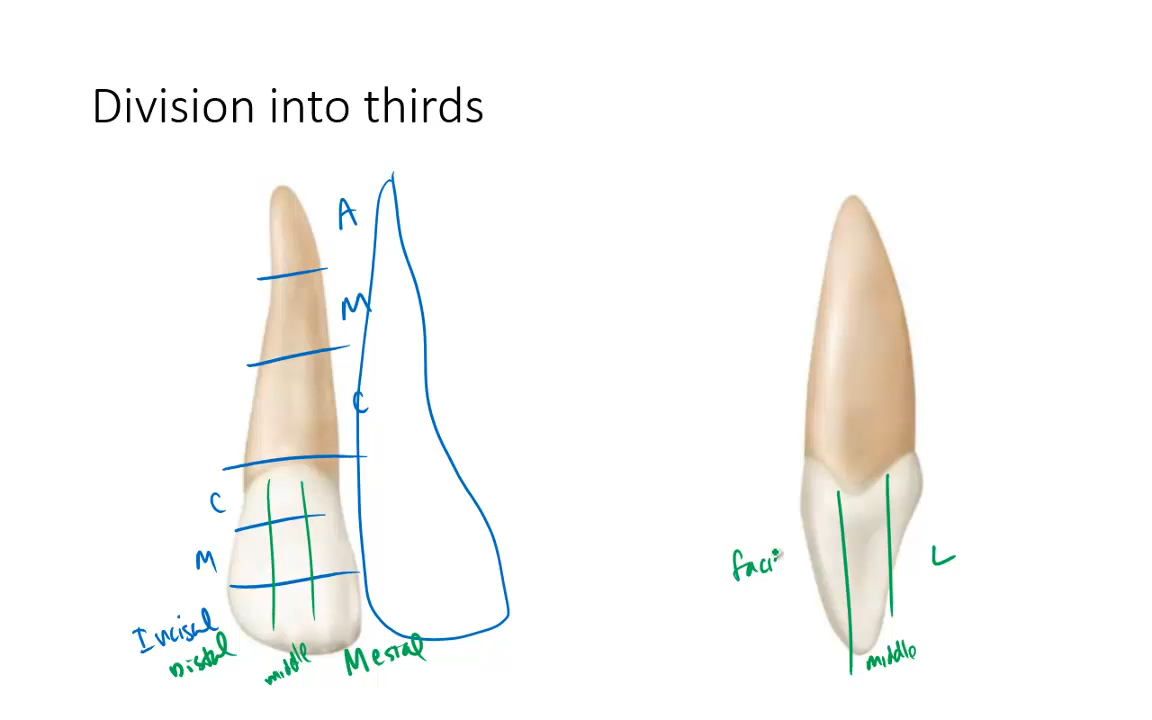 Division into thirds
A
M
C
C
M
Incisal
Distal
middle
Mesial
faci
L
middle